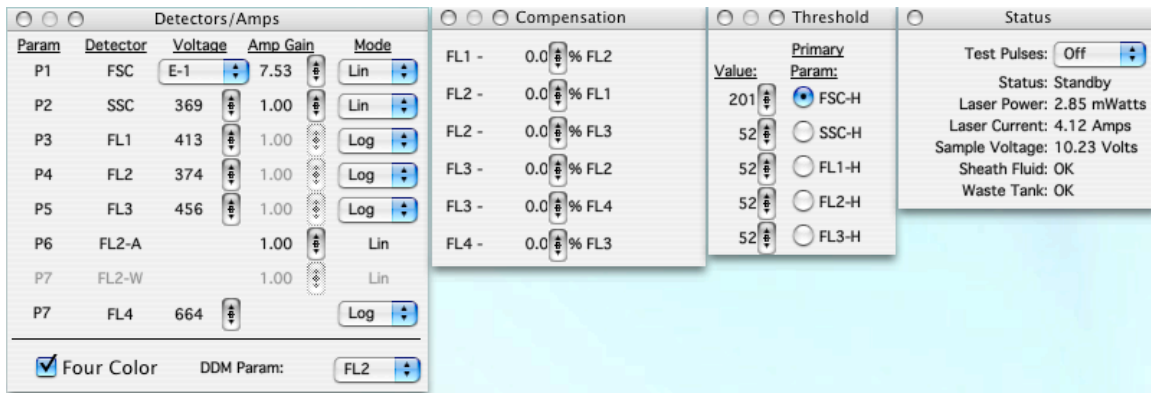 Detectors/Amps
Param Detector Voltage Amp Gain Mode
P1 FSC E-1 7.53 Lin
P2 SSC 369 1.00 Lin
P3 FL1 413 1.00 Log
P4 FL2 374 1.00 Log
P5 FL3 456 1.00 Log
P6 FL2-A 1.00 Lin
P7 FL2-W 1.00 Lin
P7 FL4 664 Log
Four Color DDM Param: FL2
Compensation
FL1 - 0.0 % FL2
FL2 - 0.0 % FL1
FL2 - 0.0 % FL3
FL3 - 0.0 % FL2
FL3 - 0.0 % FL4
FL4 - 0.0 % FL3
Threshold
Primary
Value: Param:
201 FSC-H
52 SSC-H
52 FL1-H
52 FL2-H
52 FL3-H
Status
Test Pulses: Off
Status: Standby
Laser Power: 2.85 mWatts
Laser Current: 4.12 Amps
Sample Voltage: 10.23 Volts
Sheath Fluid: OK
Waste Tank: OK